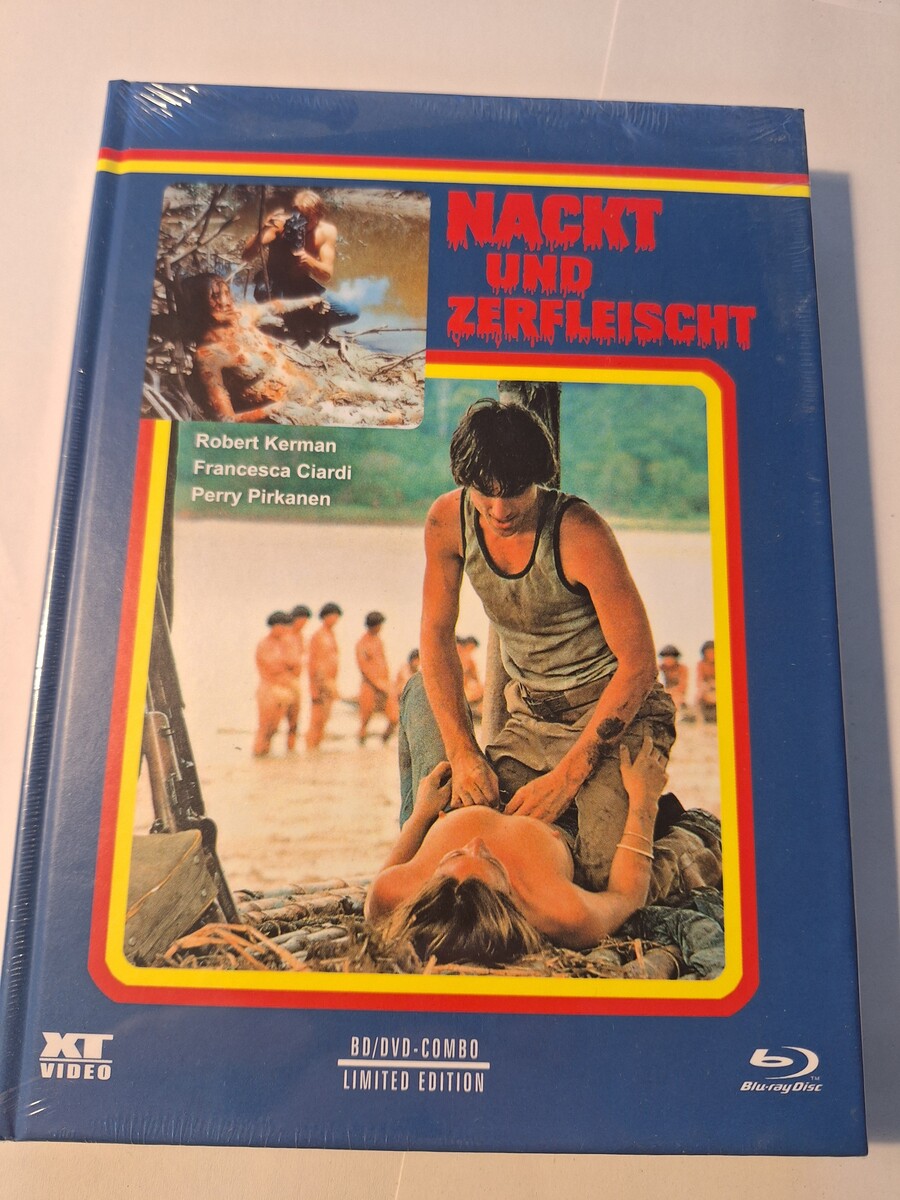 NACKT
UND
ZERFLEISCHT
Robert Kerman
Francesca Ciardi
Perry Pirkanen
XT
VIDEO
BD/DVD-COMBO
LIMITED EDITION
Blu-ray Disc
TM